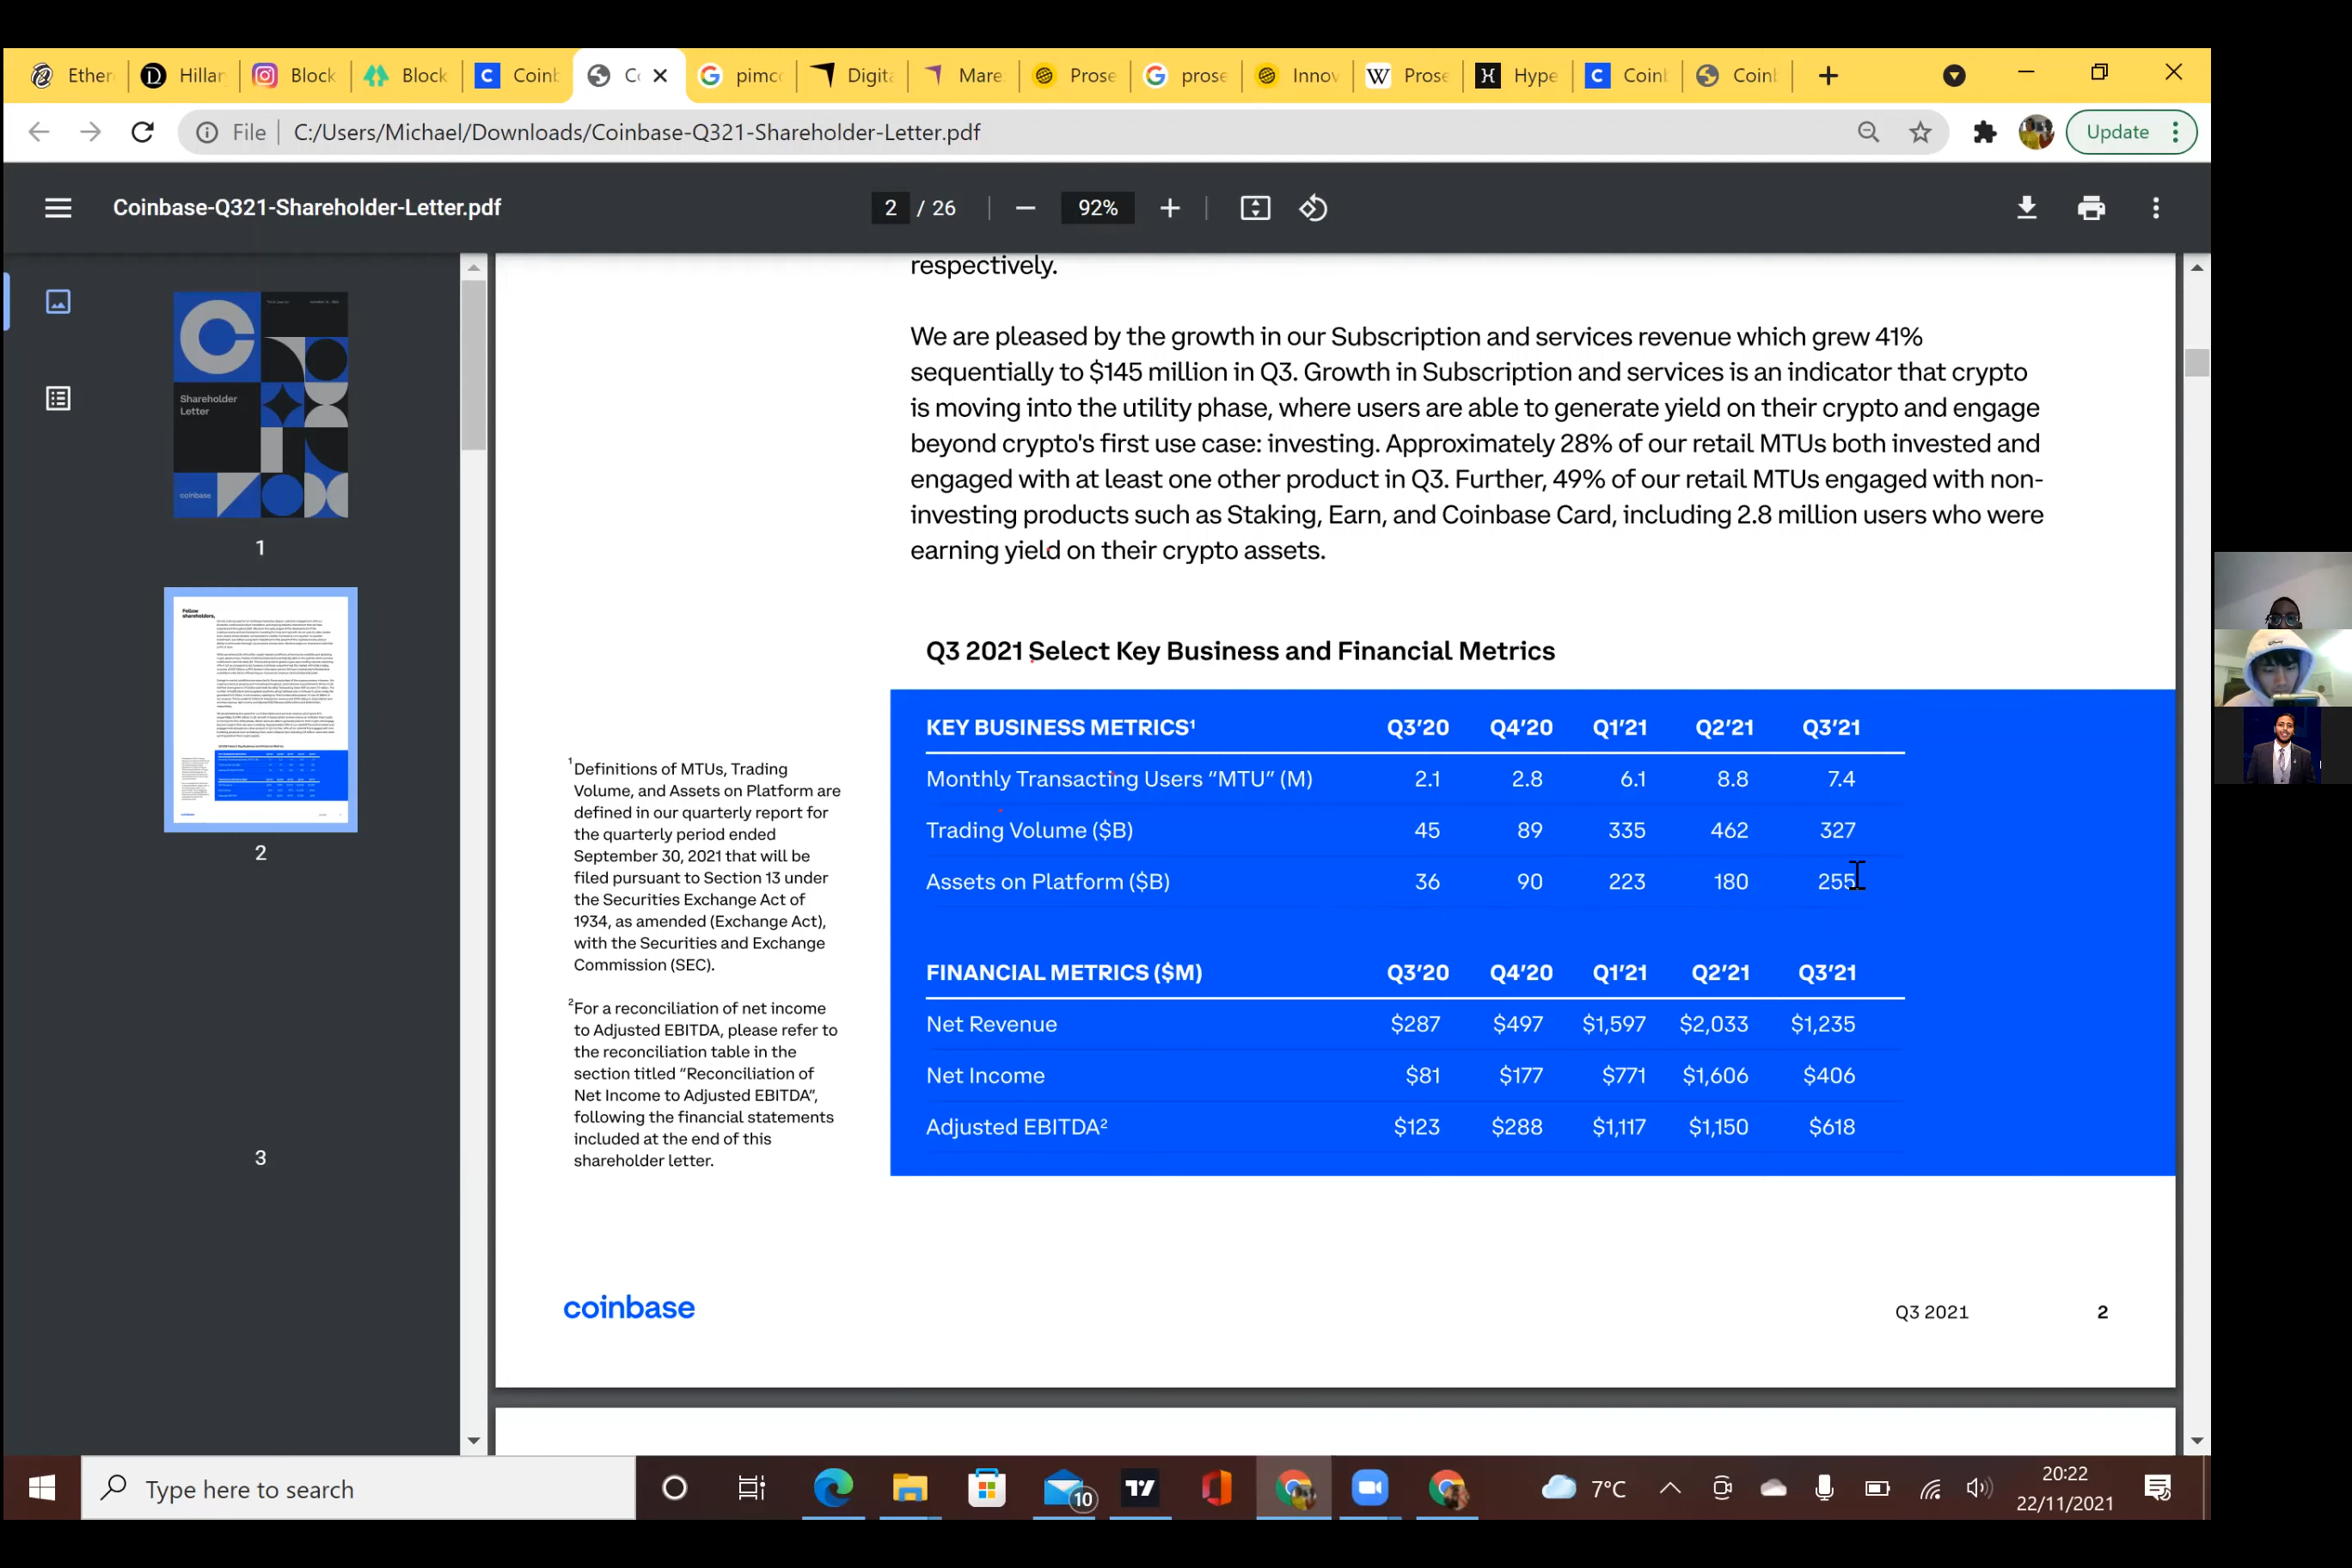 Ether
Hillar
Block
Block
Coinb
C
pimco
Digita
Mare
Prose
prose
Innov
Prose
Hype
Coinb
Coinb
File
C:/Users/Michael/Downloads/Coinbase-Q321-Shareholder-Letter.pdf
Update
Coinbase-Q321-Shareholder-Letter.pdf
2 / 26
92%
Shareholder
Letter
coinbase
1
Fellow
shareholders,
2
3
respectively.
We are pleased by the growth in our Subscription and services revenue which grew 41%
sequentially to $145 million in Q3. Growth in Subscription and services is an indicator that crypto
is moving into the utility phase, where users are able to generate yield on their crypto and engage
beyond crypto's first use case: investing. Approximately 28% of our retail MTUs both invested and
engaged with at least one other product in Q3. Further, 49% of our retail MTUs engaged with non-
investing products such as Staking, Earn, and Coinbase Card, including 2.8 million users who were
earning yield on their crypto assets.
Q3 2021 Select Key Business and Financial Metrics
KEY BUSINESS METRICS¹ Q3'20 Q4'20 Q1'21 Q2'21 Q3'21
Monthly Transacting Users “MTU” (M) 2.1 2.8 6.1 8.8 7.4
Trading Volume ($B) 45 89 335 462 327
Assets on Platform ($B) 36 90 223 180 255
FINANCIAL METRICS ($M) Q3'20 Q4'20 Q1'21 Q2'21 Q3'21
Net Revenue $287 $497 $1,597 $2,033 $1,235
Net Income $81 $177 $771 $1,606 $406
Adjusted EBITDA² $123 $288 $1,117 $1,150 $618
¹Definitions of MTUs, Trading
Volume, and Assets on Platform are
defined in our quarterly report for
the quarterly period ended
September 30, 2021 that will be
filed pursuant to Section 13 under
the Securities Exchange Act of
1934, as amended (Exchange Act),
with the Securities and Exchange
Commission (SEC).
²For a reconciliation of net income
to Adjusted EBITDA, please refer to
the reconciliation table in the
section titled “Reconciliation of
Net Income to Adjusted EBITDA”,
following the financial statements
included at the end of this
shareholder letter.
coinbase
Q3 2021 2
Type here to search
10
7°C
20:22
22/11/2021